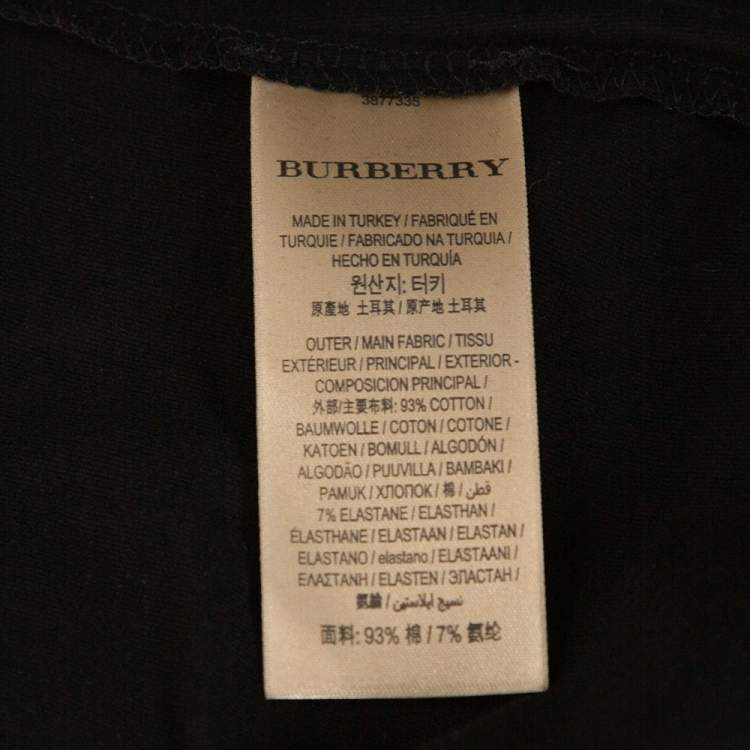 3877335
BURBERRY
MADE IN TURKEY / FABRIQUÉ EN
TURQUIE / FABRICADO NA TURQUIA /
HECHO EN TURQUÍA
원산지: 터키
原產地 土耳其 / 原产地 土耳其
OUTER / MAIN FABRIC / TISSU
EXTÉRIEUR / PRINCIPAL / EXTERIOR -
COMPOSICION PRINCIPAL /
外部/主要布料: 93% COTTON /
BAUMWOLLE / COTON / COTONE /
KATOEN / BOMULL / ALGODÓN /
ALGODÃO / PUUVILLA / BAMBAKI /
PAMUK / ХЛОПОК / 棉 / قطن /
7% ELASTANE / ELASTHAN /
ÉLASTHANE / ELASTAAN / ELASTAN /
ELASTANO / elastano / ELASTAANI /
ΕΛΑΣΤΑΝΗ / ELASTEN / ЭЛАСТАН /
氨綸 / نسيج إيلاستين /
面料: 93% 棉 / 7% 氨纶